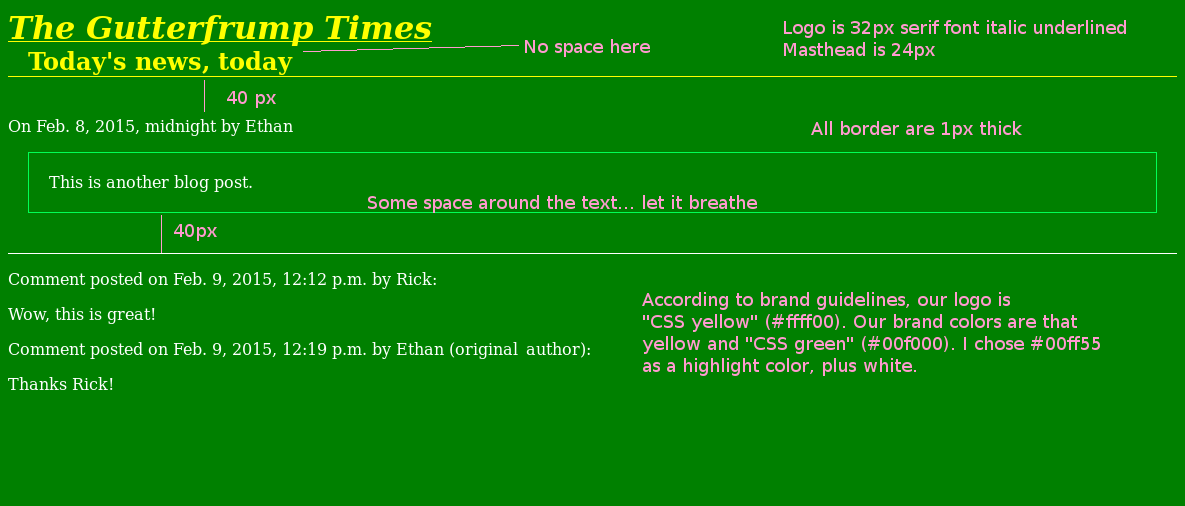 The Gutterfrump Times
Logo is 32px serif font italic underlined
Masthead is 24px
No space here
Today's news, today
40 px
On Feb. 8, 2015, midnight by Ethan
All border are 1px thick
This is another blog post.
Some space around the text... let it breathe
40px
Comment posted on Feb. 9, 2015, 12:12 p.m. by Rick:
Wow, this is great!
Comment posted on Feb. 9, 2015, 12:19 p.m. by Ethan (original author):
Thanks Rick!
According to brand guidelines, our logo is
"CSS yellow" (#ffff00). Our brand colors are that
yellow and "CSS green" (#00f000). I chose #00ff55
as a highlight color, plus white.